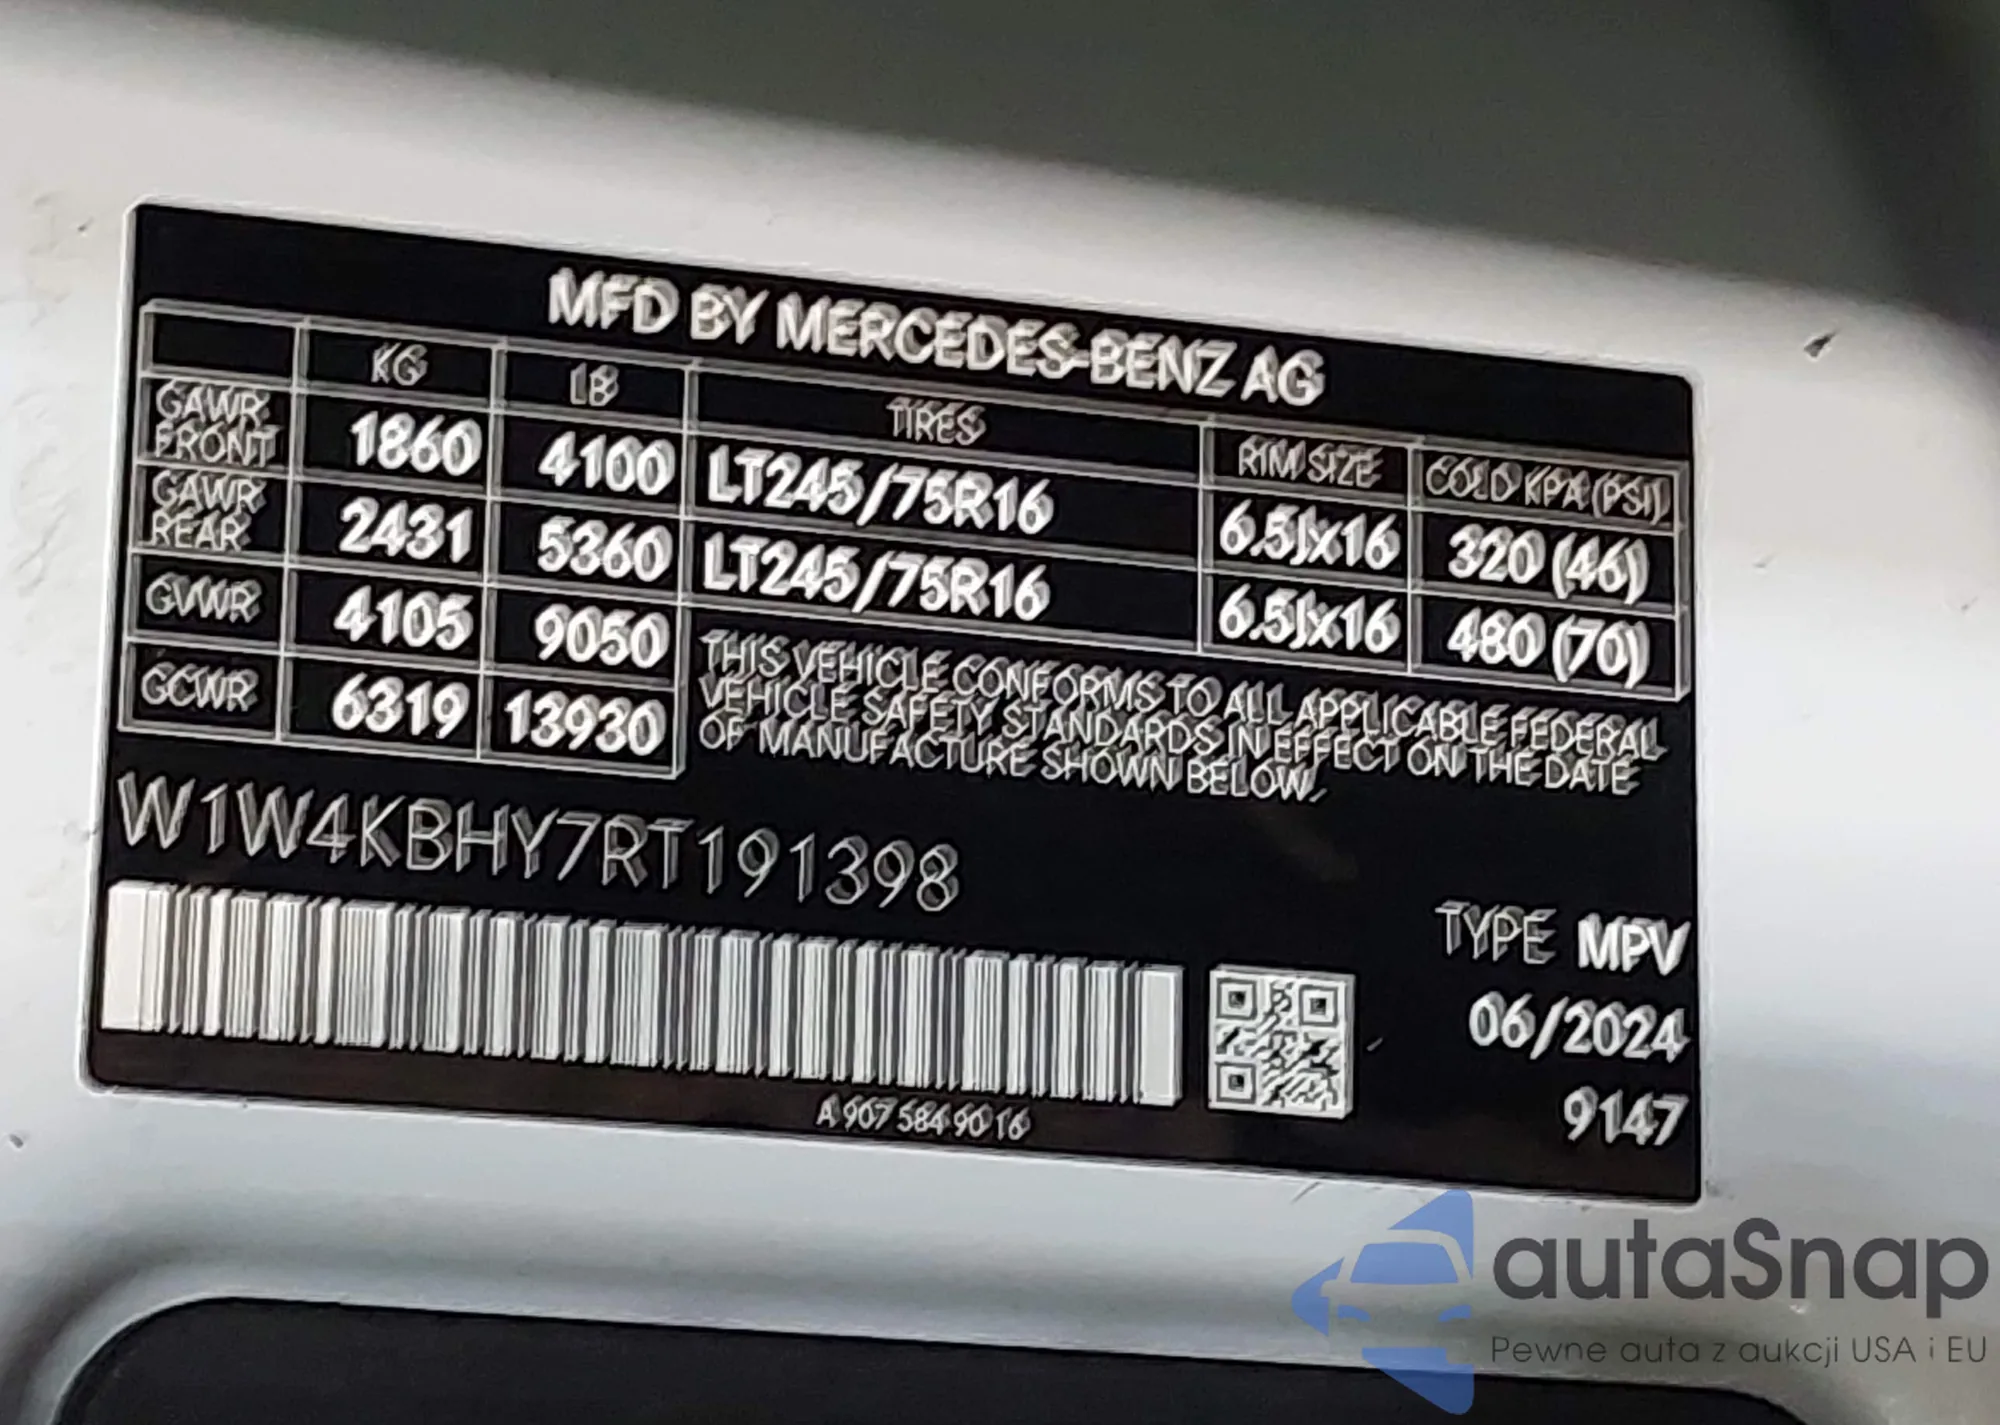 MFD BY MERCEDES-BENZ AG
KG LB TIRES RIM SIZE COLD KPA (PSI)
GAWR FRONT 1860 4100 LT245/75R16 6.5Jx16 320 (46)
GAWR REAR 2431 5360 LT245/75R16 6.5Jx16 480 (70)
GVWR 4105 9050
GCWR 6319 13930
THIS VEHICLE CONFORMS TO ALL APPLICABLE FEDERAL
VEHICLE SAFETY STANDARDS IN EFFECT ON THE DATE
OF MANUFACTURE SHOWN BELOW.
W1W4KBHY7RT191398
TYPE MPV
06/2024
9147
A 907 584 90 16
autaSnap
Pewne auta z aukcji USA i EU